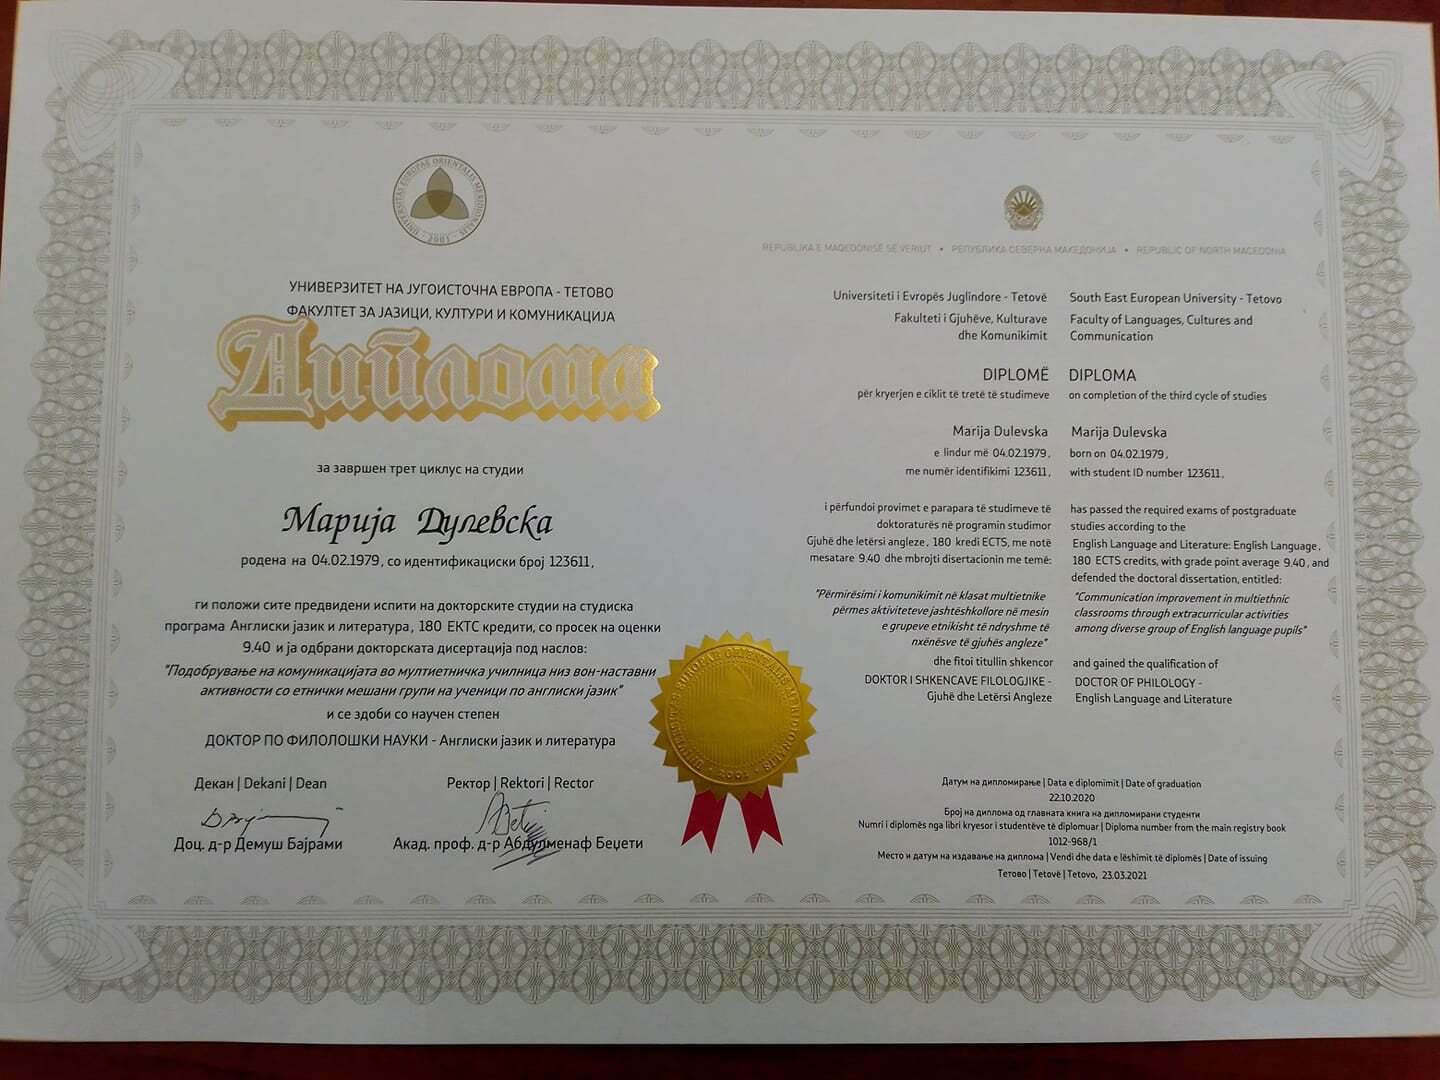 UNIVERSITAS EUROPAE ORIENTALIS MERIDIONALIS
- 2001 -
УНИВЕРЗИТЕТ НА ЈУГОИСТОЧНА ЕВРОПА - ТЕТОВО
ФАКУЛТЕТ ЗА ЈАЗИЦИ, КУЛТУРИ И КОМУНИКАЦИЈА
Диплома
за завршен трет циклус на студии
Марија Дулевска
родена на 04.02.1979, со идентификациски број 123611,
ги положи сите предвидени испити на докторските студии на студиска
програма Англиски јазик и литература, 180 ЕКТС кредити, со просек на оценки
9.40 и ја одбрани докторската дисертација под наслов:
"Подобрување на комуникацијата во мултиетничка училница низ вон-наставни
активности со етнички мешани групи на ученици по англиски јазик"
и се здоби со научен степен
ДОКТОР ПО ФИЛОЛОШКИ НАУКИ - Англиски јазик и литература
Декан | Dekani | Dean
Доц. д-р Демуш Бајрами
Ректор | Rektori | Rector
Акад. проф. д-р Абдулменаф Беџети
UNIVERSITAS EUROPAE ORIENTALIS MERIDIONALIS
2001
REPUBLIKA E MAQEDONISË SË VERIUT • РЕПУБЛИКА СЕВЕРНА МАКЕДОНИЈА • REPUBLIC OF NORTH MACEDONIA
Universiteti i Evropës Juglindore - Tetovë
Fakulteti i Gjuhëve, Kulturave
dhe Komunikimit
DIPLOMË
për kryerjen e ciklit të tretë të studimeve
Marija Dulevska
e lindur më 04.02.1979,
me numër identifikimi 123611,
i përfundoi provimet e parapara të studimeve të
doktoraturës në programin studimor
Gjuhë dhe letërsi angleze, 180 kredi ECTS, me notë
mesatare 9.40 dhe mbrojti disertacionin me temë:
"Përmirësimi i komunikimit në klasat multietnike
përmes aktiviteteve jashtëshkollore në mesin
e grupeve etnikisht të ndryshme të
nxënësve të gjuhës angleze"
dhe fitoi titullin shkencor
DOKTOR I SHKENCAVE FILOLOGJIKE -
Gjuhë dhe Letërsi Angleze
South East European University - Tetovo
Faculty of Languages, Cultures and
Communication
DIPLOMA
on completion of the third cycle of studies
Marija Dulevska
born on 04.02.1979,
with student ID number 123611,
has passed the required exams of postgraduate
studies according to the
English Language and Literature: English Language,
180 ECTS credits, with grade point average 9.40, and
defended the doctoral dissertation, entitled:
"Communication improvement in multiethnic
classrooms through extracurricular activities
among diverse group of English language pupils"
and gained the qualification of
DOCTOR OF PHILOLOGY -
English Language and Literature
Датум на дипломирање | Data e diplomimit | Date of graduation
22.10.2020
Број на диплома од главната книга на дипломирани студенти
Numri i diplomës nga libri kryesor i studentëve të diplomuar | Diploma number from the main registry book
1012-968/1
Место и датум на издавање на диплома | Vendi dhe data e lëshimit të diplomës | Date of issuing
Тетово | Tetovë | Tetovo, 23.03.2021